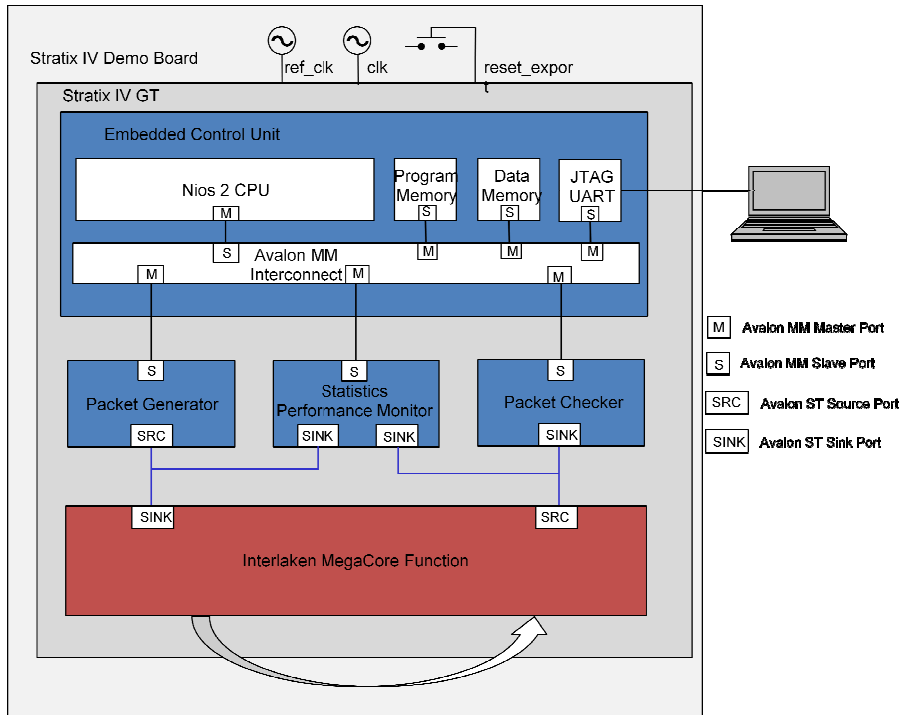 Stratix IV Demo Board
ref_clk
clk
reset_expor
t
Stratix IV GT
Embedded Control Unit
Nios 2 CPU
M
Program
Memory
S
Data
Memory
S
JTAG
UART
S
S
Avalon MM
Interconnect
M
M
M
M
M
M
S
Packet Generator
SRC
S
Statistics
Performance Monitor
SINK
SINK
S
Packet Checker
SINK
SINK
SRC
Interlaken MegaCore Function
M Avalon MM Master Port
S Avalon MM Slave Port
SRC Avalon ST Source Port
SINK Avalon ST Sink Port